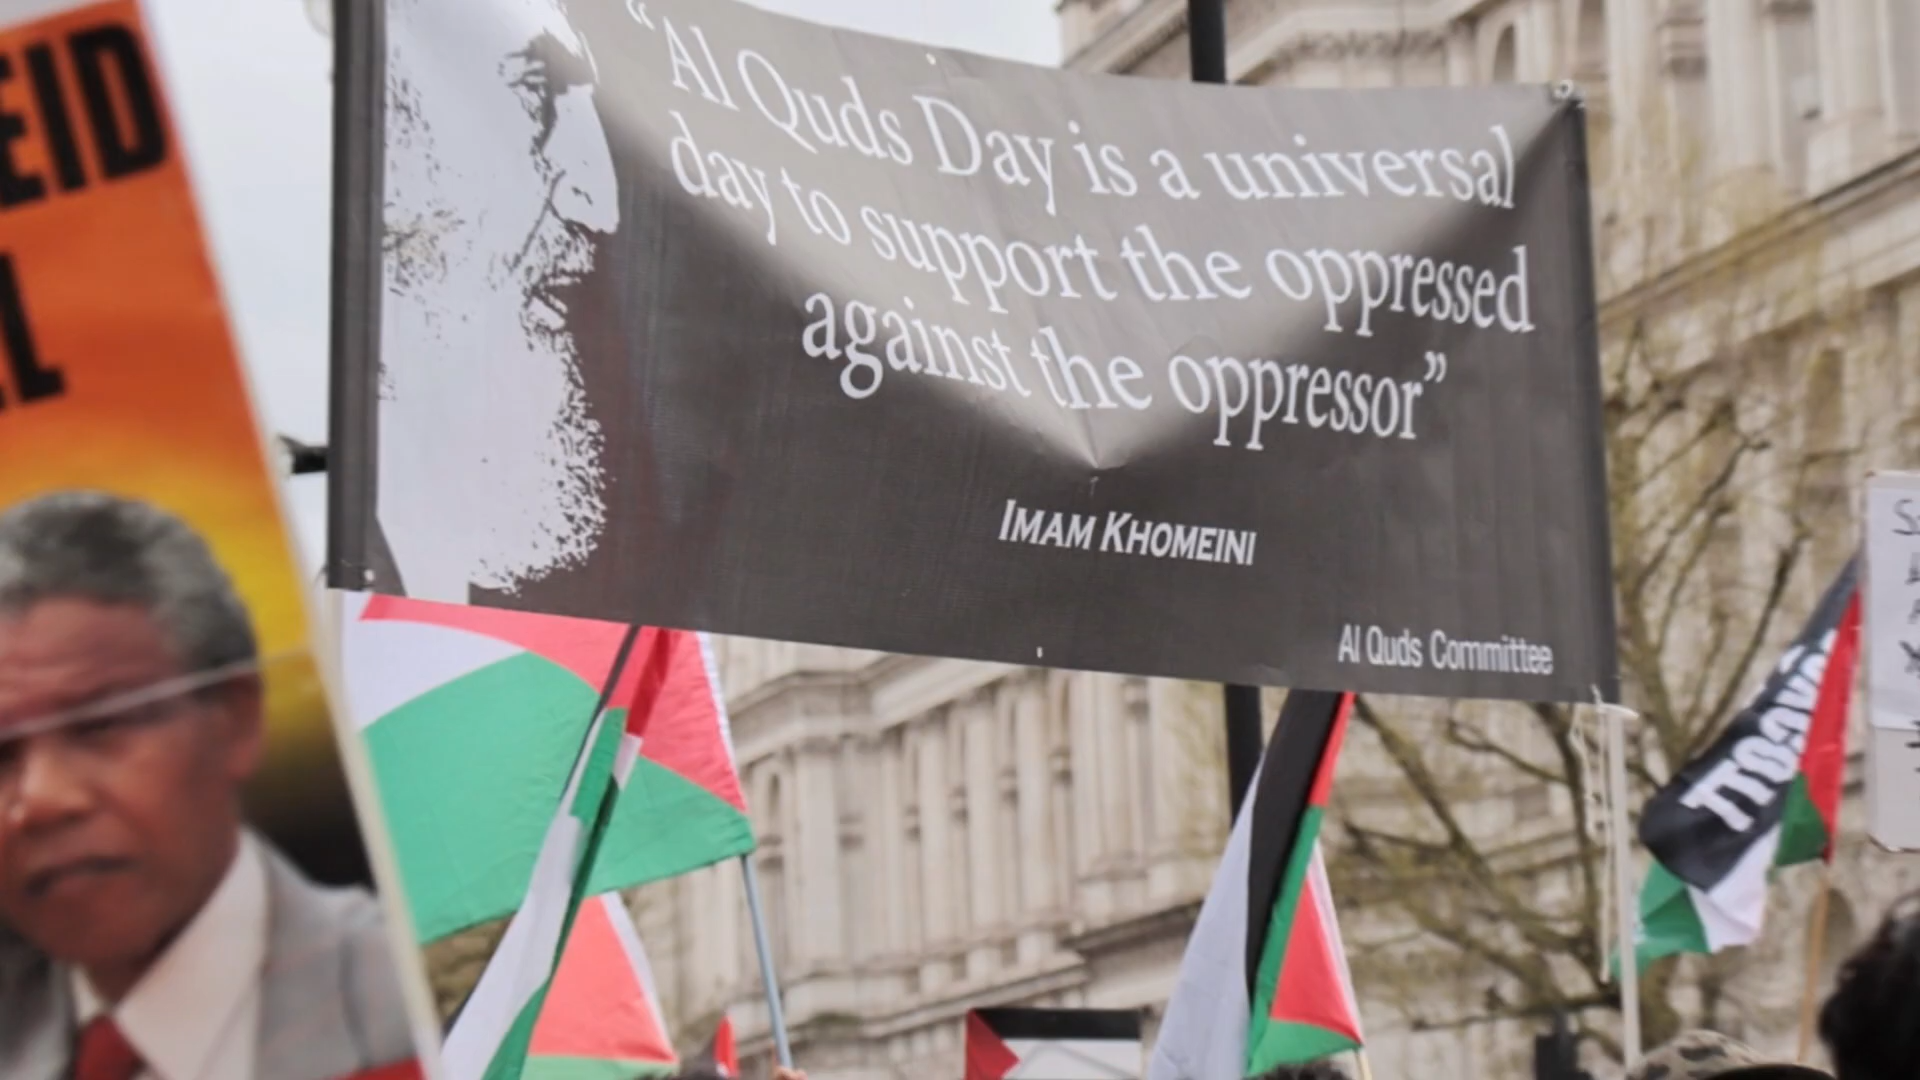 EID
L
“Al Quds Day is a universal
day to support the oppressed
against the oppressor”
IMAM KHOMEINI
Al Quds Committee
BOYCOTT